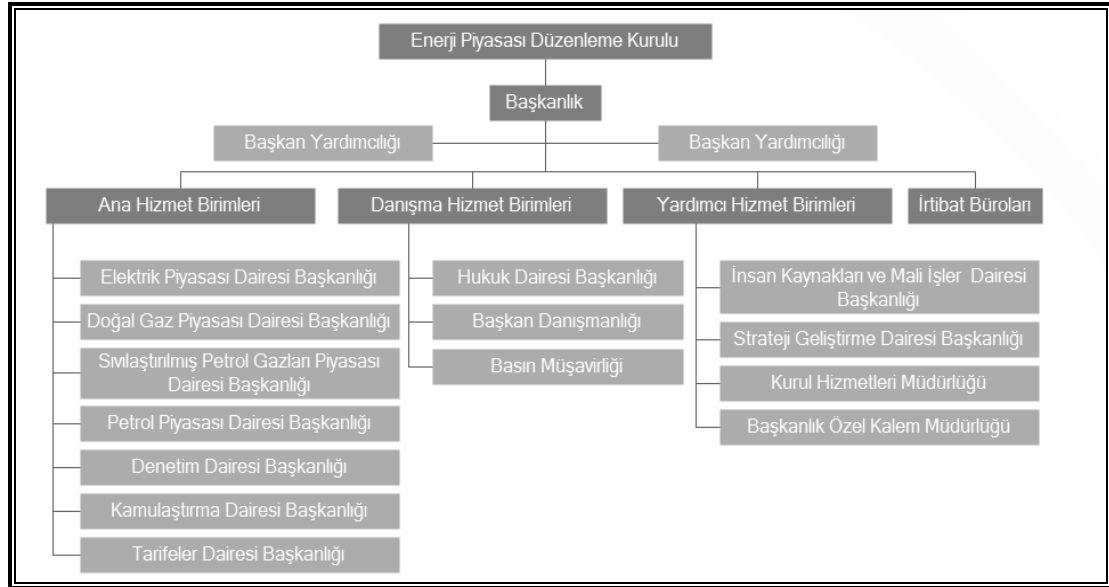 Enerji Piyasası Düzenleme Kurulu
Başkanlık
Başkan Yardımcılığı
Başkan Yardımcılığı
Ana Hizmet Birimleri
Danışma Hizmet Birimleri
Yardımcı Hizmet Birimleri
İrtibat Büroları
Elektrik Piyasası Dairesi Başkanlığı
Doğal Gaz Piyasası Dairesi Başkanlığı
Sıvılaştırılmış Petrol Gazları Piyasası
Dairesi Başkanlığı
Petrol Piyasası Dairesi Başkanlığı
Denetim Dairesi Başkanlığı
Kamulaştırma Dairesi Başkanlığı
Tarifeler Dairesi Başkanlığı
Hukuk Dairesi Başkanlığı
Başkan Danışmanlığı
Basın Müşavirliği
İnsan Kaynakları ve Mali İşler Dairesi
Başkanlığı
Strateji Geliştirme Dairesi Başkanlığı
Kurul Hizmetleri Müdürlüğü
Başkanlık Özel Kalem Müdürlüğü